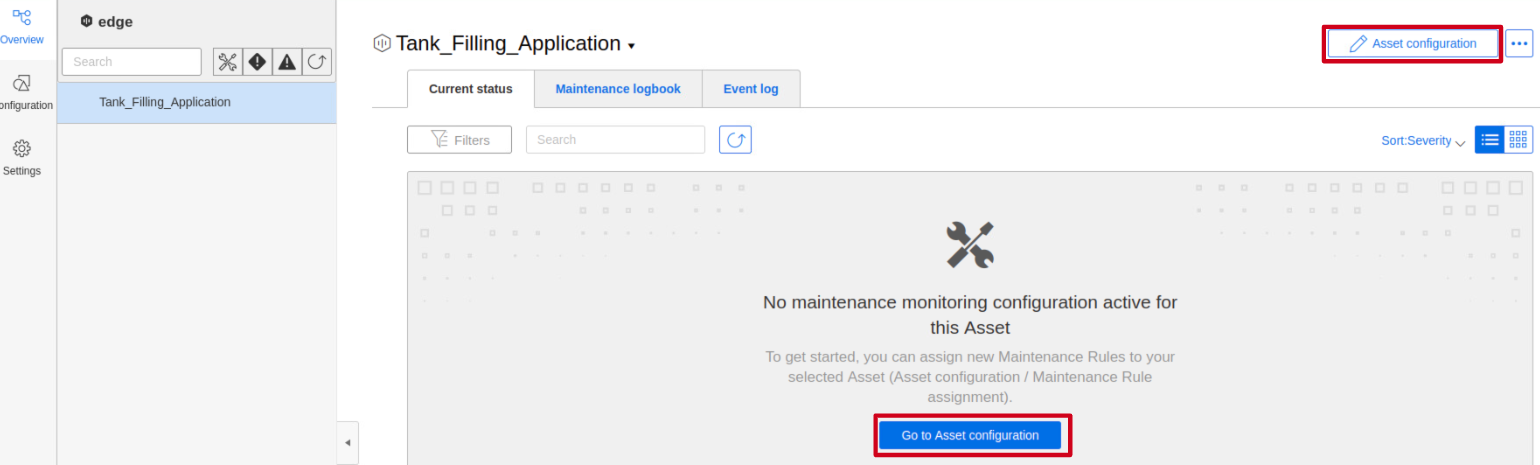 Overview
onfiguration
Settings
edge
Search
Tank_Filling_Application
Tank_Filling_Application
Asset configuration
Current status
Maintenance logbook
Event log
Filters
Search
Sort:Severity
No maintenance monitoring configuration active for
this Asset
To get started, you can assign new Maintenance Rules to your
selected Asset (Asset configuration / Maintenance Rule
assignment).
Go to Asset configuration